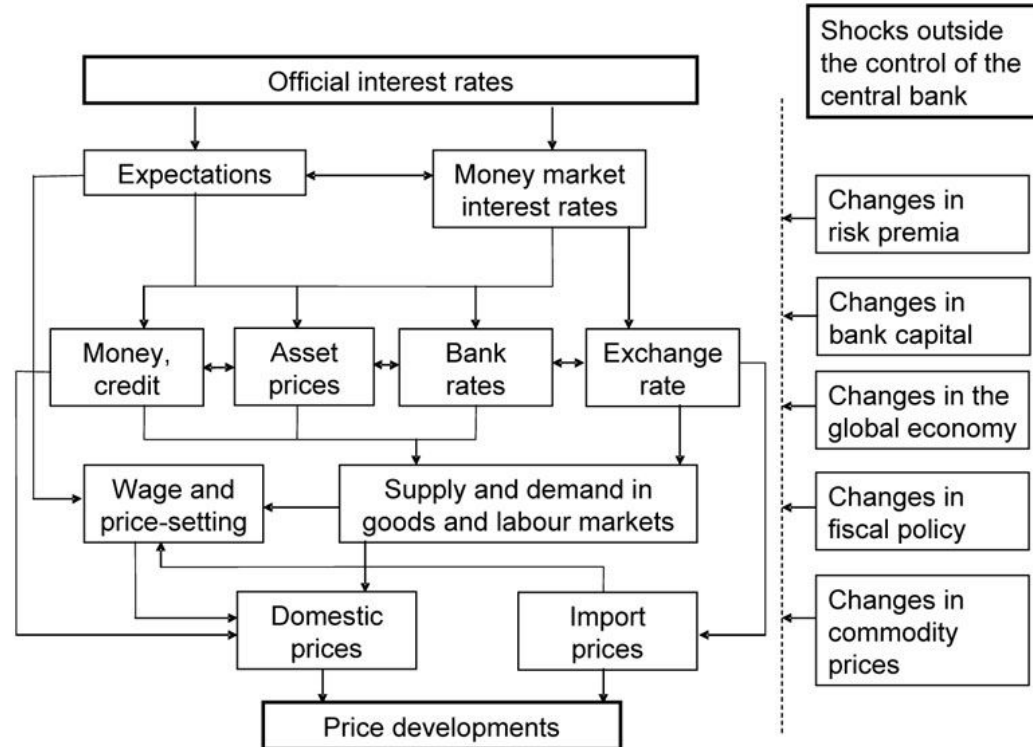 Official interest rates
Shocks outside
the control of the
central bank
Expectations
Money market
interest rates
Changes in
risk premia
Money,
credit
Asset
prices
Bank
rates
Exchange
rate
Changes in
bank capital
Changes in the
global economy
Wage and
price-setting
Supply and demand in
goods and labour markets
Changes in
fiscal policy
Domestic
prices
Import
prices
Changes in
commodity
prices
Price developments